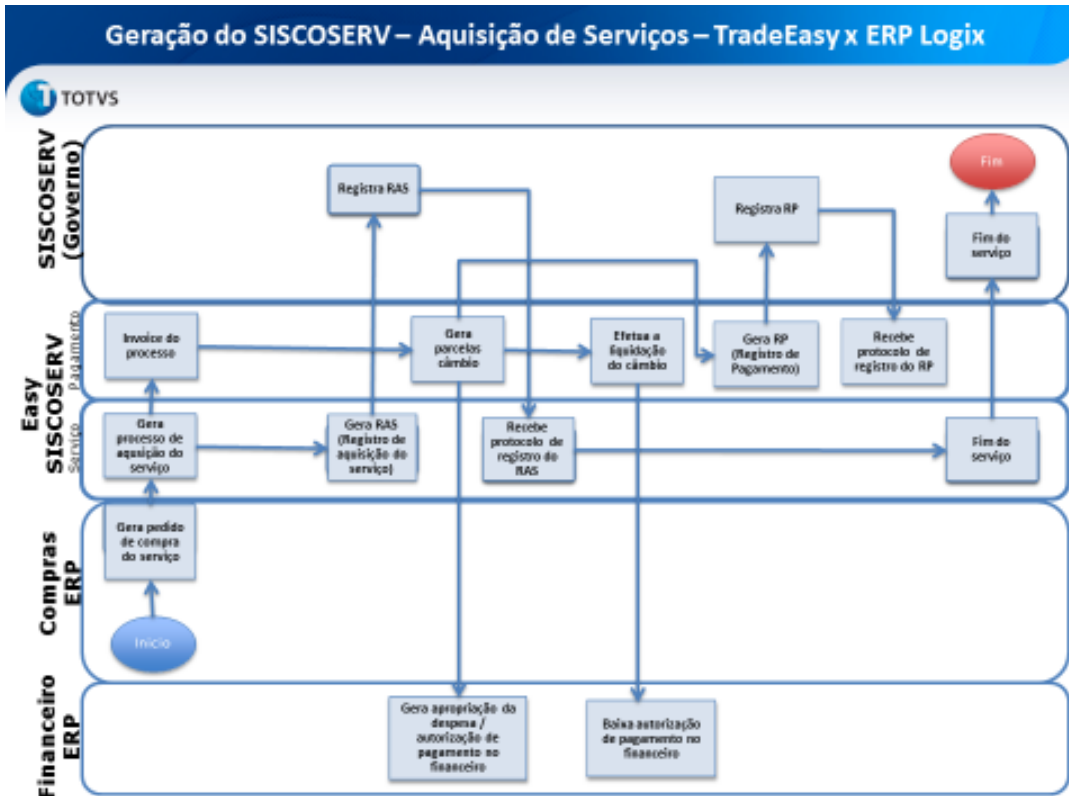 Geração do SISCOSERV – Aquisição de Serviços – TradeEasy x ERP Logix
TOTVS
SISCOSERV
(Governo)
Registra RAS
Registra RP
Fim
Fim do
serviço
Easy
SISCOSERV
Pagamento
Invoice do
processo
Gera
parcelas
câmbio
Efetua a
liquidação
do câmbio
Gera RP
(Registro de
Pagamento)
Recebe
protocolo de
registro do RP
Serviço
Gera
processo de
aquisição do
serviço
Gera RAS
(Registro de
aquisição do
serviço)
Recebe
protocolo de
registro do
RAS
Fim do
serviço
Compras
ERP
Gera pedido
de compra
do serviço
Inicio
Financeiro
ERP
Gera apropriação da
despesa /
autorização de
pagamento no
financeiro
Baixa autorização
de pagamento no
financeiro